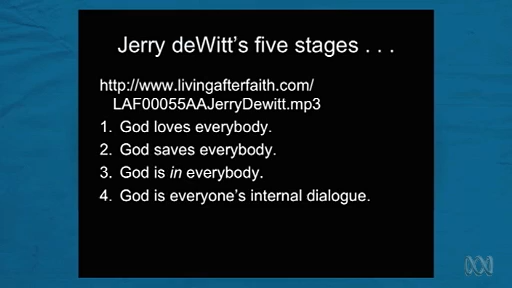 Jerry deWitt's five stages . . .
http://www.livingafterfaith.com/
LAF00055AAJerryDewitt.mp3
1. God loves everybody.
2. God saves everybody.
3. God is in everybody.
4. God is everyone's internal dialogue.